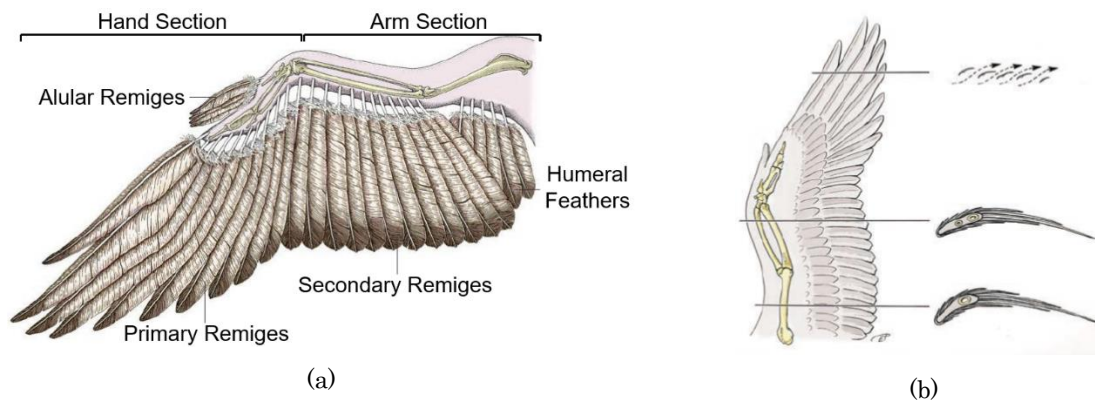 Hand Section
Arm Section
Alular Remiges
Humeral
Feathers
Secondary Remiges
Primary Remiges
(a)
(b)